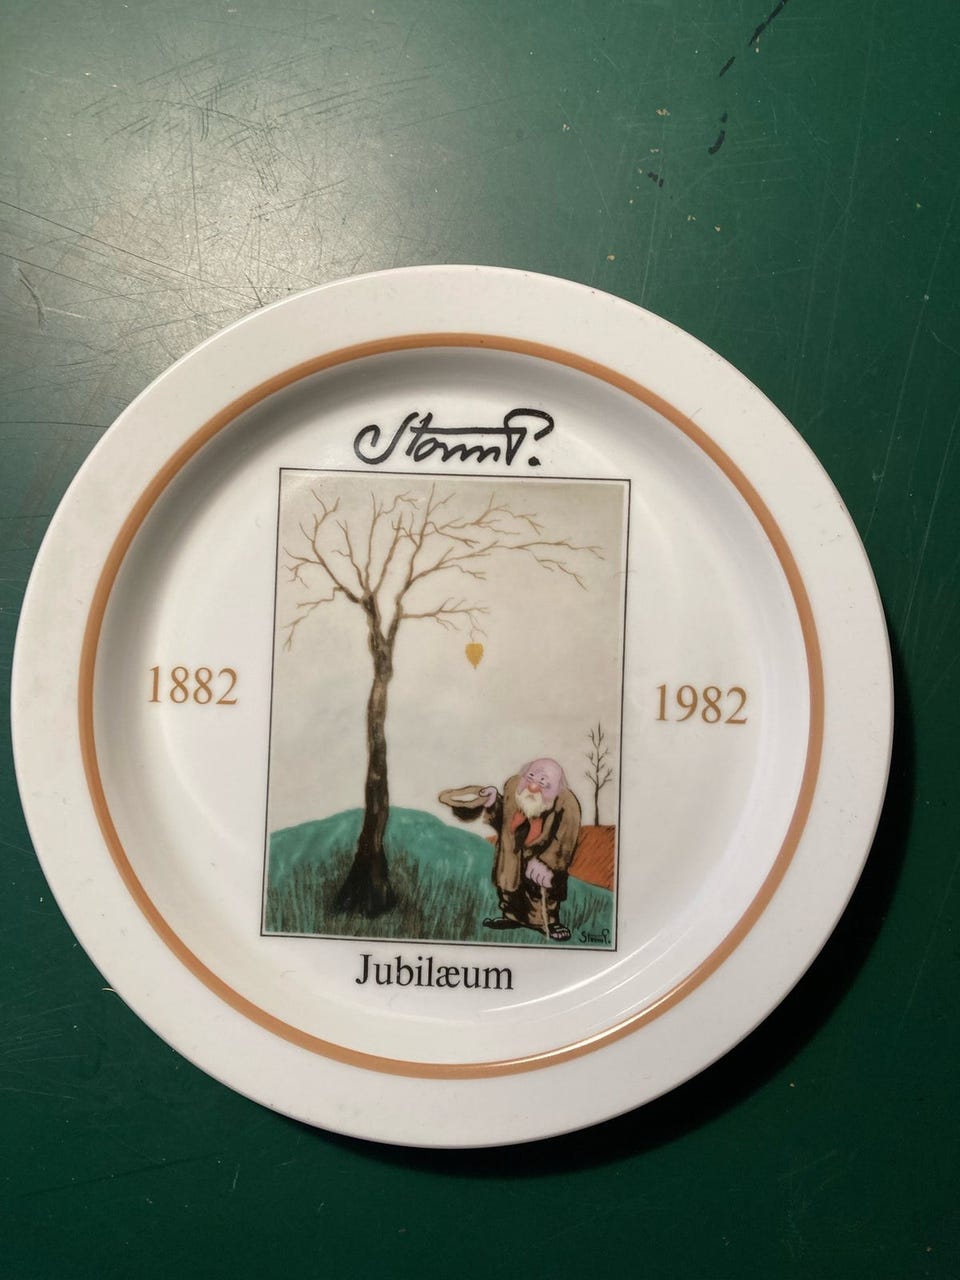 Storm P.
1882
1982
Storm P.
Jubilæum